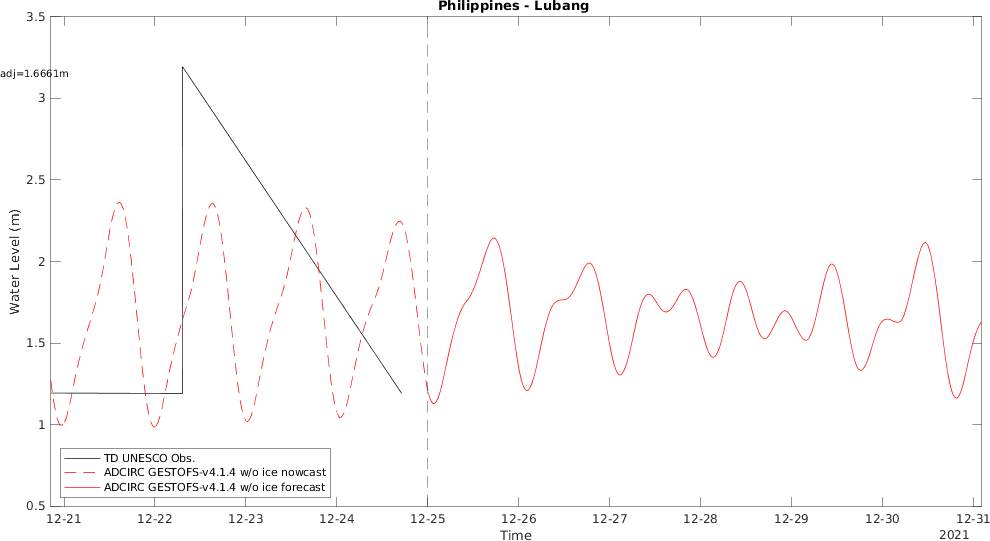 Philippines - Lubang
adj=1.6661m
3.5
3
2.5
2
1.5
1
0.5
Water Level (m)
TD UNESCO Obs.
ADCIRC GESTOFS-v4.1.4 w/o ice nowcast
ADCIRC GESTOFS-v4.1.4 w/o ice forecast
12-21 12-22 12-23 12-24 12-25 12-26 12-27 12-28 12-29 12-30 12-31
Time
2021